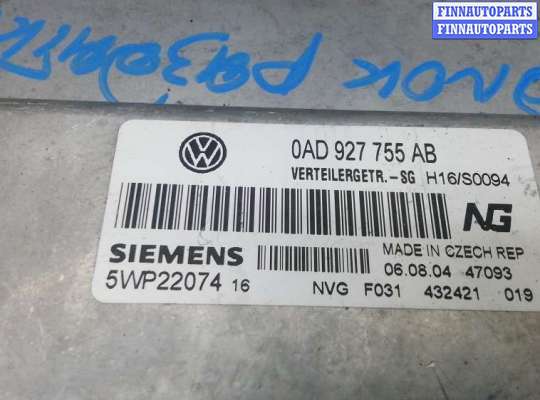 FINNAUTOPARTS
FINNAUTOPARTS
0AD 927 755 AB
VERTEILERGETR.-SG H16/S0094
NG
SIEMENS
MADE IN CZECH REP
5WP22074 16
06.08.04 47093
NVG F031 432421 019